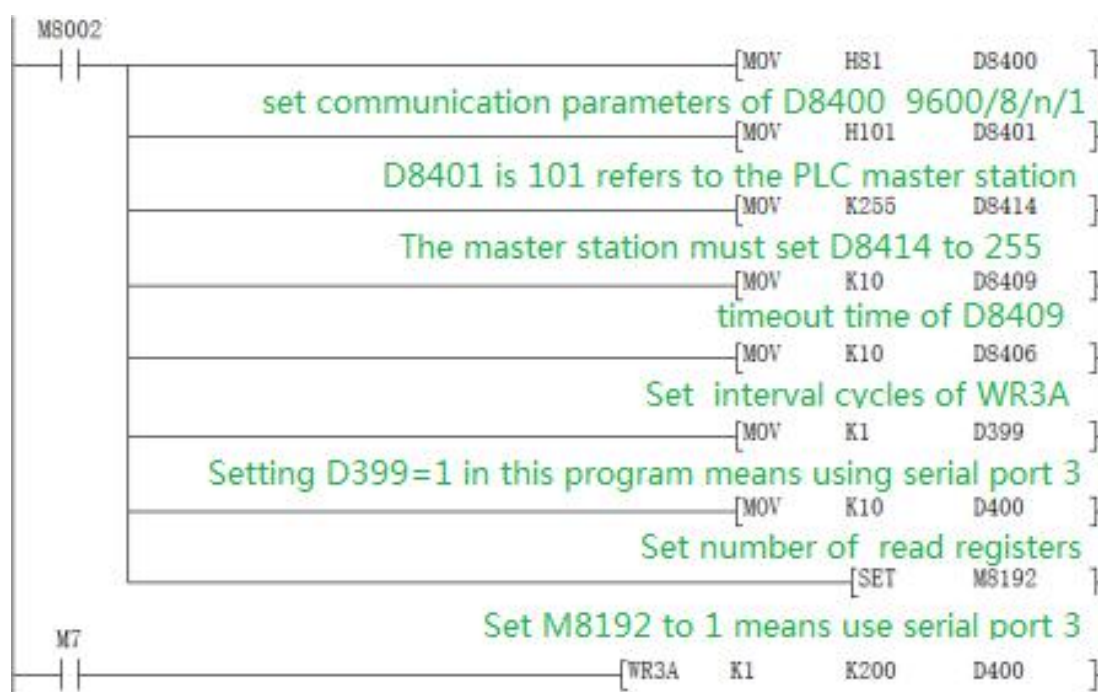 M8002
[MOV H81 D8400 ]
set communication parameters of D8400 9600/8/n/1
[MOV H101 D8401 ]
D8401 is 101 refers to the PLC master station
[MOV K255 D8414 ]
The master station must set D8414 to 255
[MOV K10 D8409 ]
timeout time of D8409
[MOV K10 D8406 ]
Set interval cycles of WR3A
[MOV K1 D399 ]
Setting D399=1 in this program means using serial port 3
[MOV K10 D400 ]
Set number of read registers
[SET M8192 ]
Set M8192 to 1 means use serial port 3
M7
[WR3A K1 K200 D400 ]